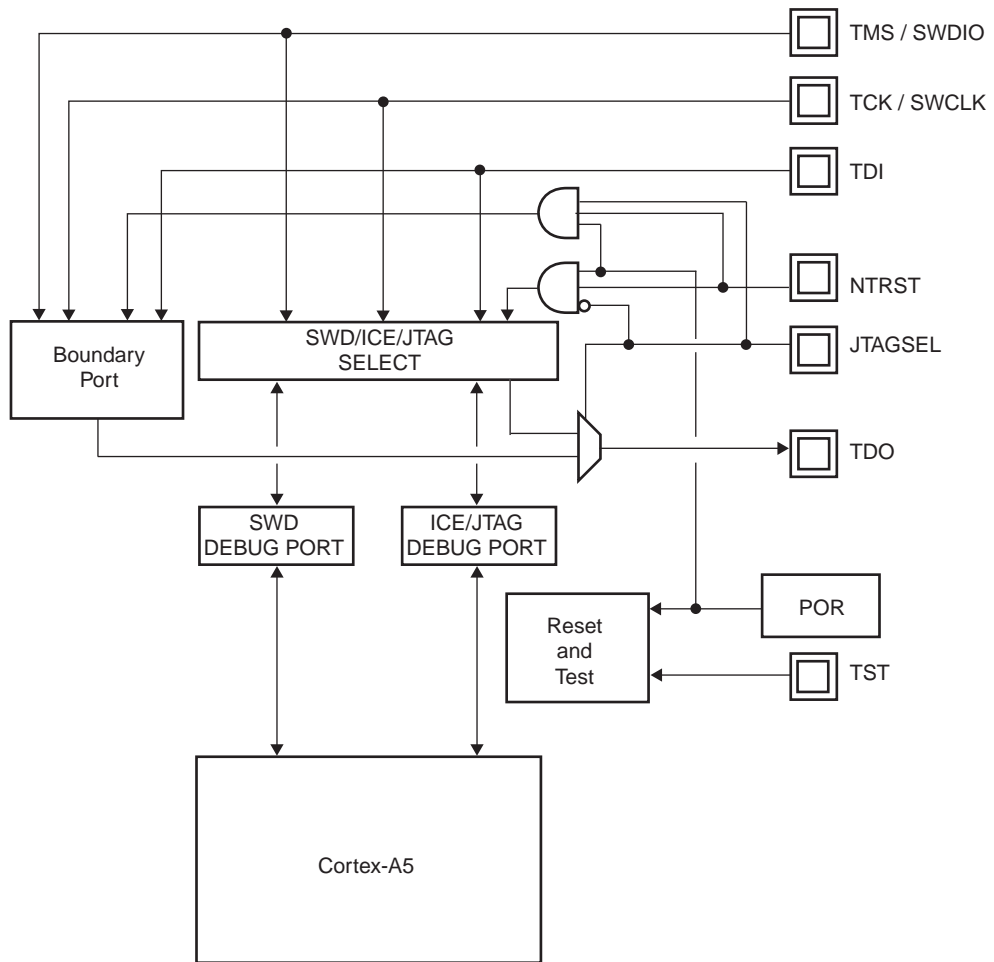 TMS / SWDIO
TCK / SWCLK
TDI
NTRST
JTAGSEL
Boundary
Port
SWD/ICE/JTAG
SELECT
TDO
SWD
DEBUG PORT
ICE/JTAG
DEBUG PORT
POR
Reset
and
Test
TST
Cortex-A5